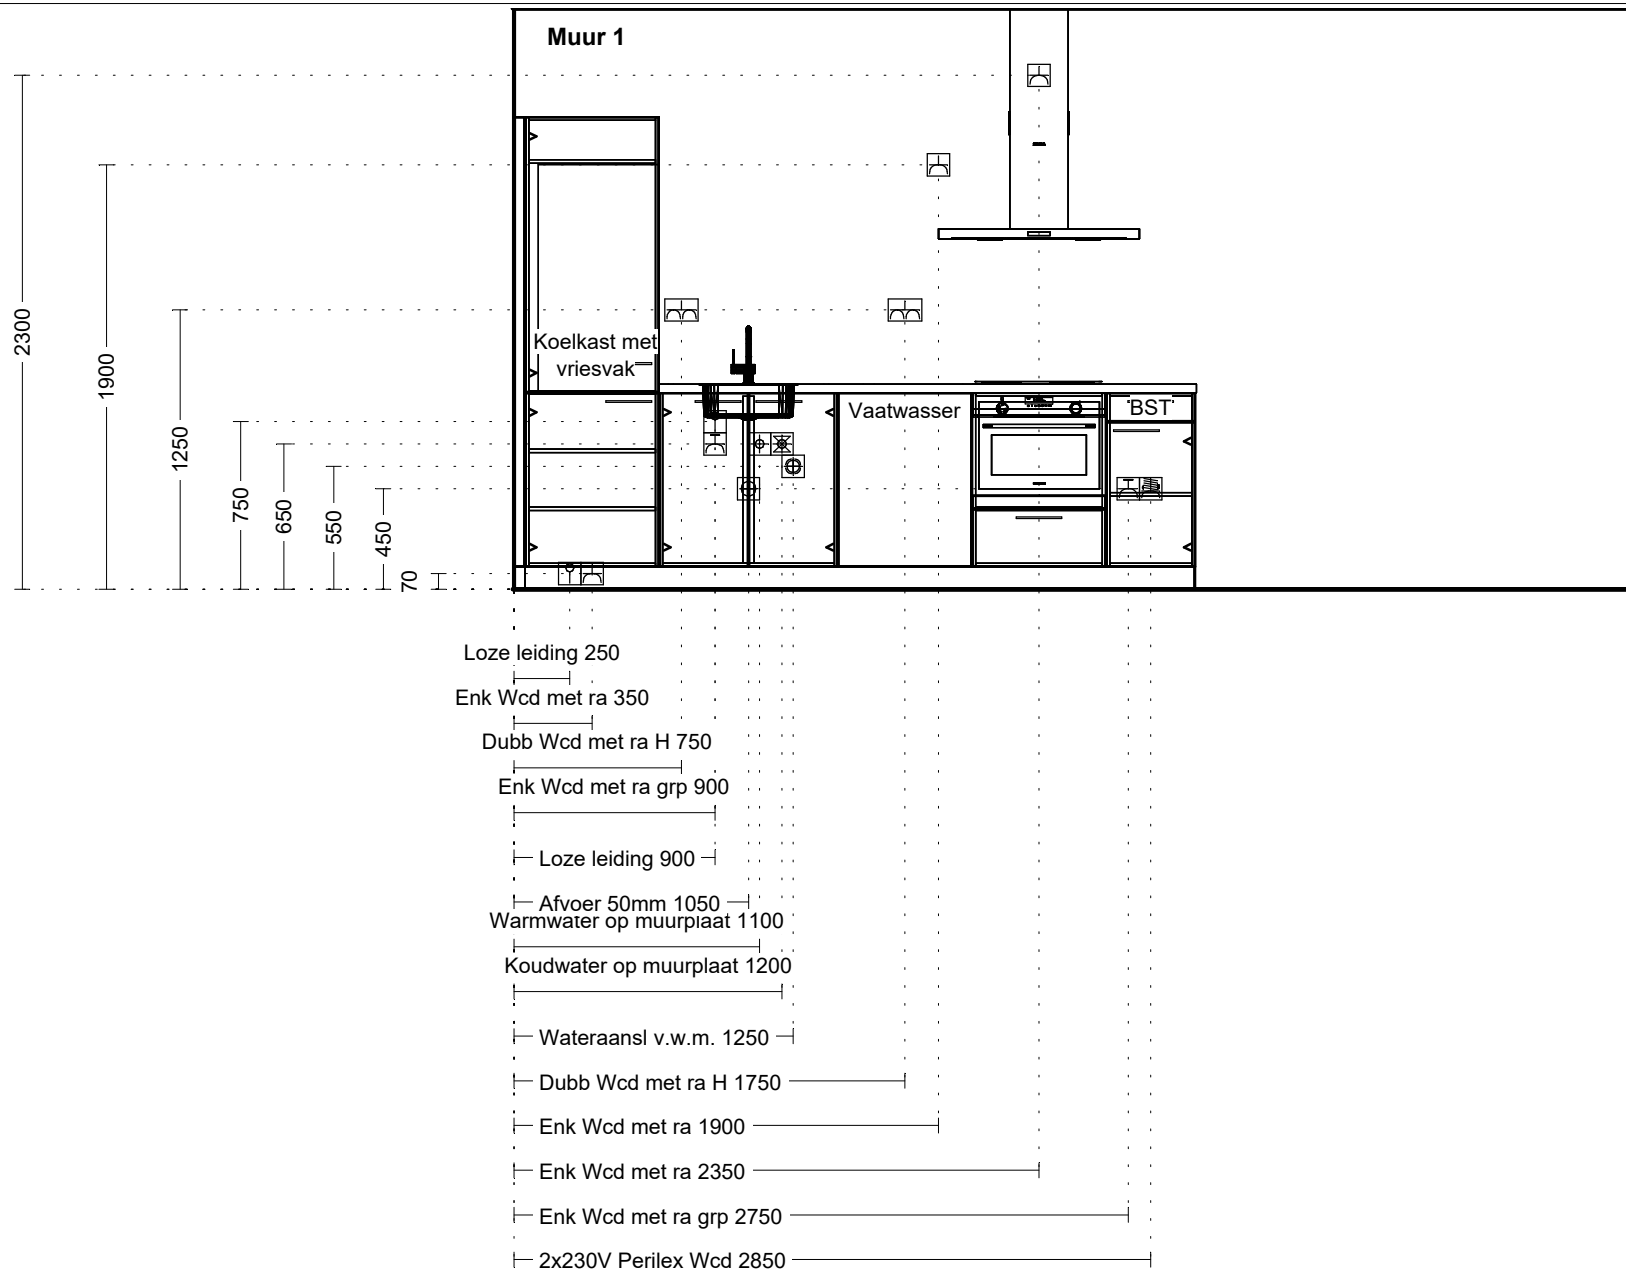 Muur 1
2300
1900
1250
750
650
550
450
70
Koelkast met
vriesvak
Vaatwasser
BST
Loze leiding 250
Enk Wcd met ra 350
Dubb Wcd met ra H 750
Enk Wcd met ra grp 900
Loze leiding 900
Afvoer 50mm 1050
Warmwater op muurplaat 1100
Koudwater op muurplaat 1200
Wateraansl v.w.m. 1250
Dubb Wcd met ra H 1750
Enk Wcd met ra 1900
Enk Wcd met ra 2350
Enk Wcd met ra grp 2750
2x230V Perilex Wcd 2850